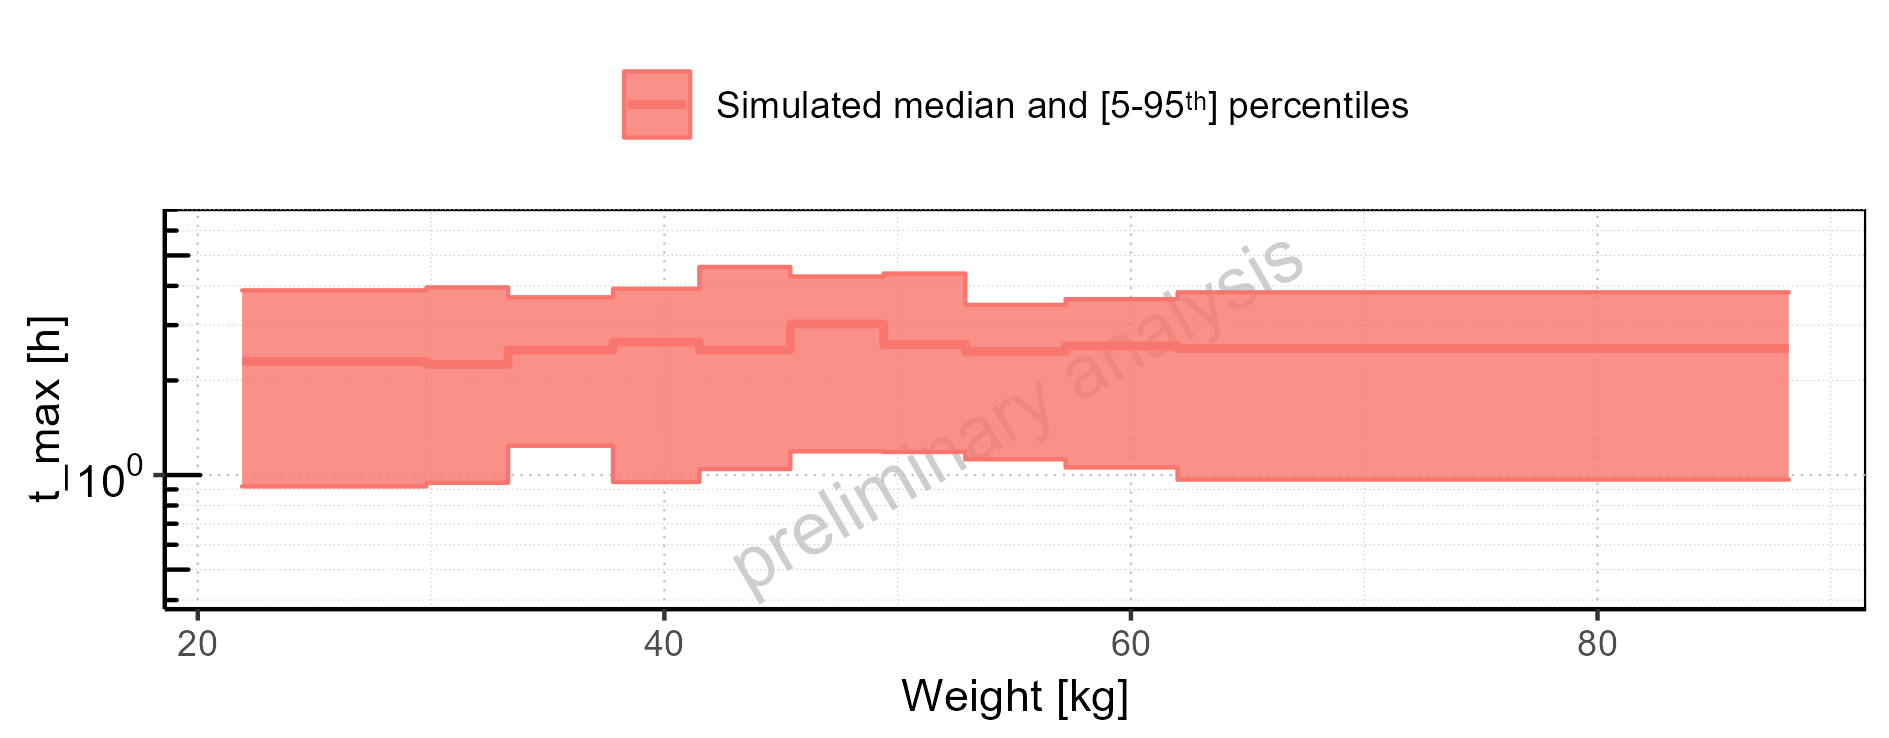 Simulated median and [5-95ᵗʰ] percentiles
t_max [h]
10⁰
preliminary analysis
20 40 60 80
Weight [kg]